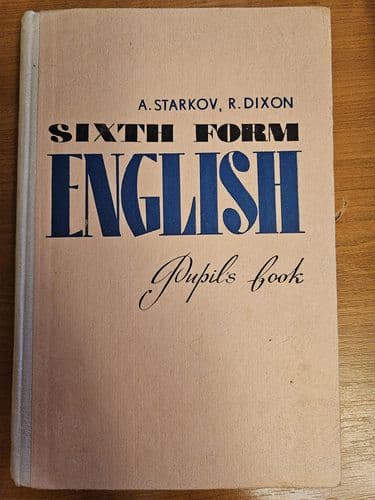 A. STARKOV, R. DIXON
SIXTH FORM
ENGLISH
Pupil's book